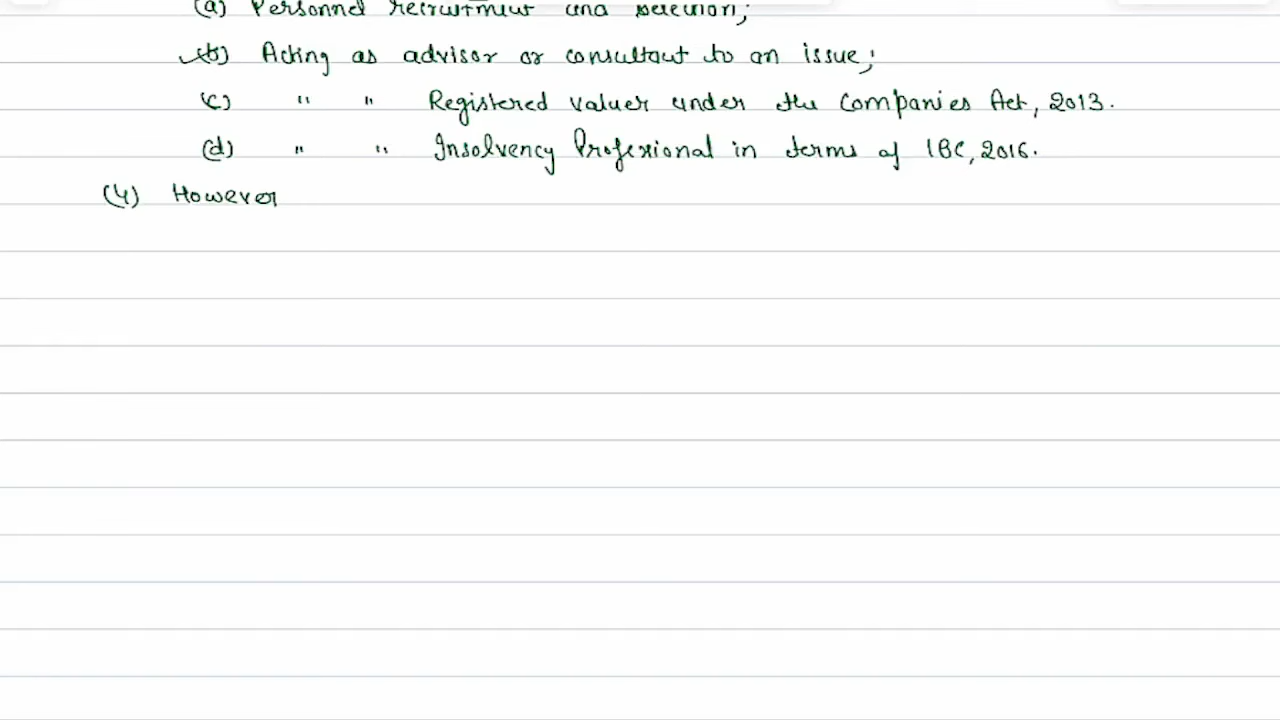 (a) Personnel recruitment and selection;
(b) Acting as advisor or consultant to an issue;
(c) " " Registered valuer under the Companies Act, 2013.
(d) " " Insolvency Professional in terms of IBC, 2016.
(4) However